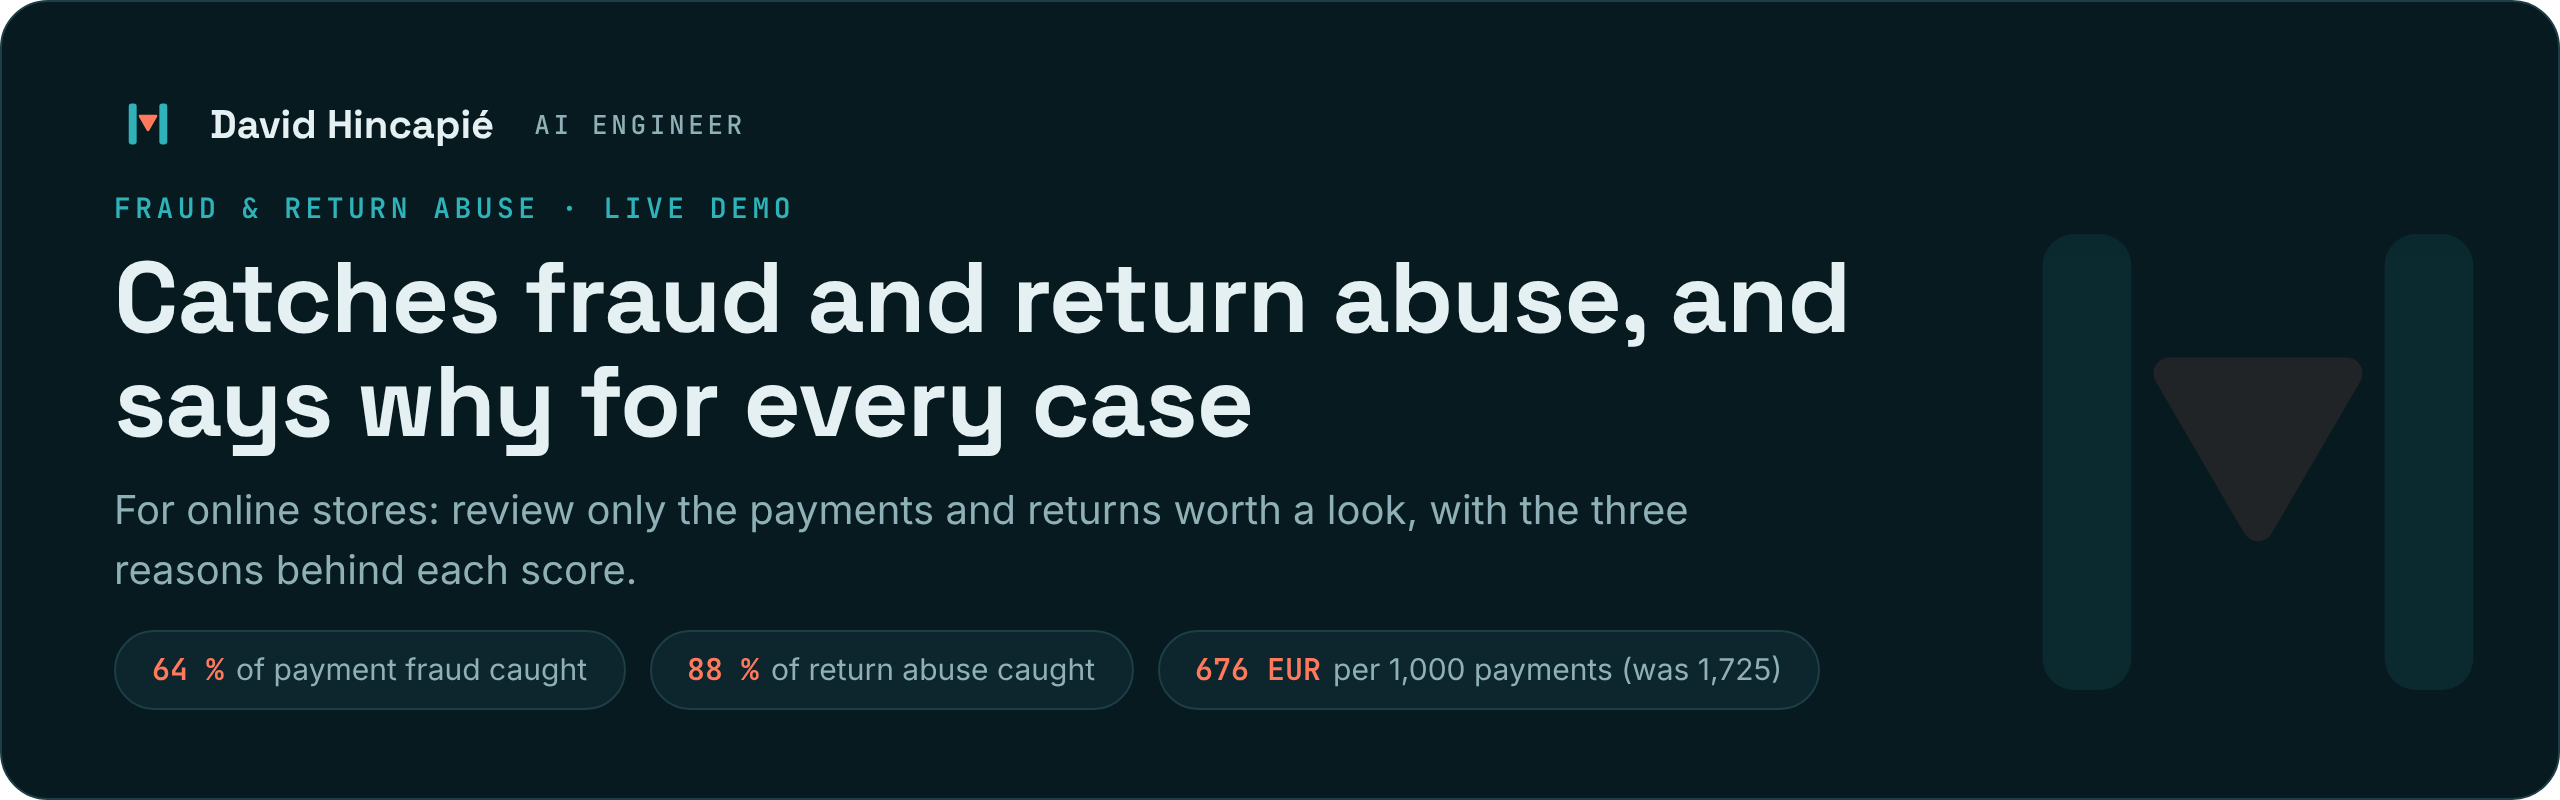 David Hincapié AI ENGINEER
FRAUD & RETURN ABUSE · LIVE DEMO
Catches fraud and return abuse, and
says why for every case
For online stores: review only the payments and returns worth a look, with the three
reasons behind each score.
64 % of payment fraud caught
88 % of return abuse caught
676 EUR per 1,000 payments (was 1,725)